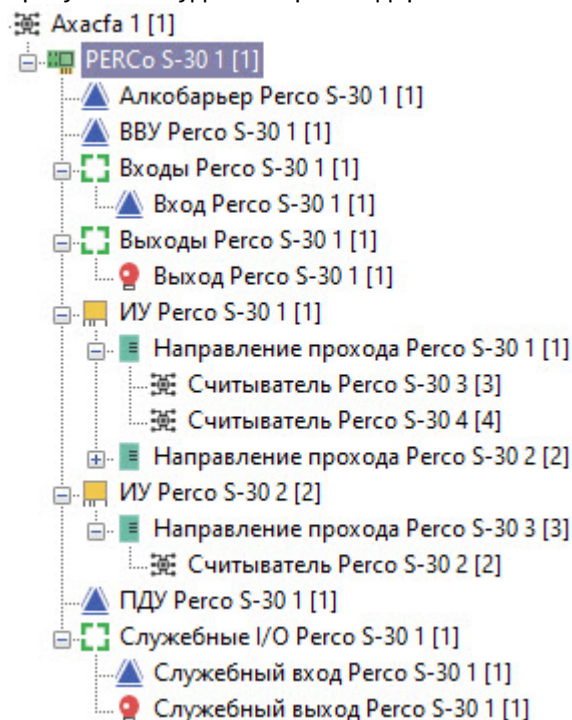 Axacfa 1 [1]
PERCo S-30 1 [1]
Алкобарьер Perco S-30 1 [1]
ВВУ Perco S-30 1 [1]
Входы Perco S-30 1 [1]
Вход Perco S-30 1 [1]
Выходы Perco S-30 1 [1]
Выход Perco S-30 1 [1]
ИУ Perco S-30 1 [1]
Направление прохода Perco S-30 1 [1]
Считыватель Perco S-30 3 [3]
Считыватель Perco S-30 4 [4]
Направление прохода Perco S-30 2 [2]
ИУ Perco S-30 2 [2]
Направление прохода Perco S-30 3 [3]
Считыватель Perco S-30 2 [2]
ПДУ Perco S-30 1 [1]
Служебные I/O Perco S-30 1 [1]
Служебный вход Perco S-30 1 [1]
Служебный выход Perco S-30 1 [1]